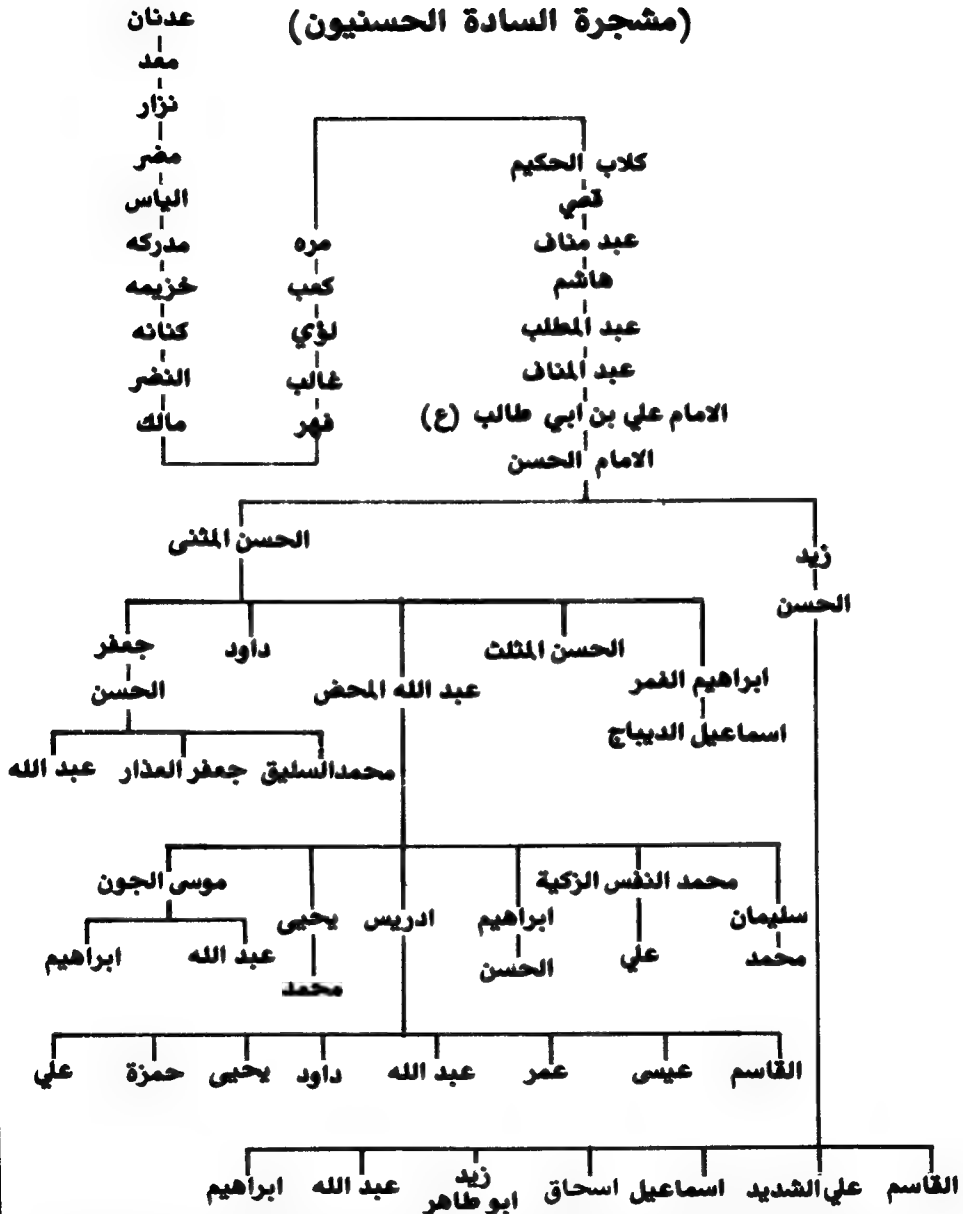 (مشجرة السادة الحسنيون)
عدنان
معد
نزار
مضر
الياس
مدركه
خزيمه
كنانه
النضر
مالك
مره
كعب
لؤي
غالب
فهر
كلاب الحكيم
قصي
عبد مناف
هاشم
عبد المطلب
عبد المناف
الامام علي بن ابي طالب (ع)
الامام الحسن
الحسن المثنى
زيد
الحسن
ابراهيم الغمر
اسماعيل الديباج
الحسن المثلث
عبد الله المحض
داود
جعفر
الحسن
محمد السليق
جعفر العذار
عبد الله
سليمان
محمد
محمد النفس الزكية
علي
ابراهيم
الحسن
ادريس
يحيى
محمد
موسى الجون
عبد الله
ابراهيم
القاسم
عيسى
عمر
عبد الله
داود
يحيى
حمزة
علي
القاسم
علي الشديد
اسماعيل
اسحاق
زيد
ابو طاهر
عبد الله
ابراهيم